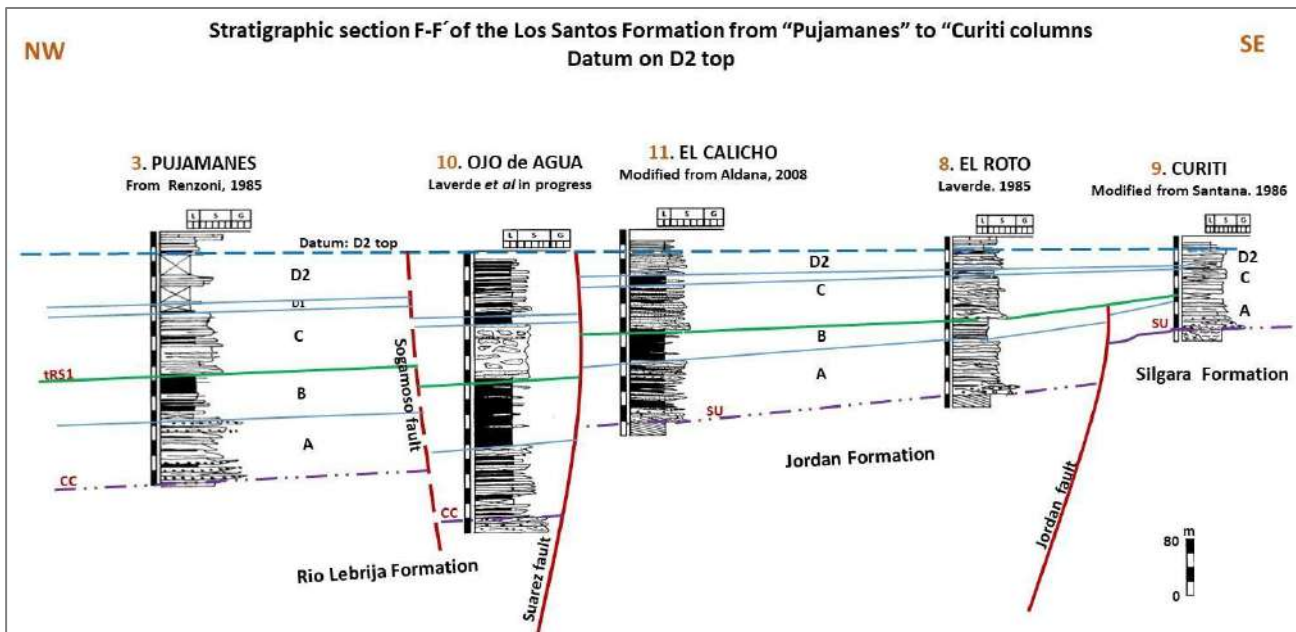 Stratigraphic section F-F´of the Los Santos Formation from “Pujamanes” to “Curiti columns
Datum on D2 top
NW
SE
3. PUJAMANES
From Renzoni, 1985
10. OJO de AGUA
Laverde et al in progress
11. EL CALICHO
Modified from Aldana, 2008
8. EL ROTO
Laverde. 1985
9. CURITI
Modified from Santana. 1986
L S G
L S G
L S G
L S G
L S G
Datum: D2 top
D2
D1
C
tRS1
B
A
CC
Sogamoso fault
CC
Rio Lebrija Formation
Suarez fault
D2
C
B
A
SU
Jordan Formation
Jordan fault
D2
C
A
SU
Silgara Formation
m
80
0